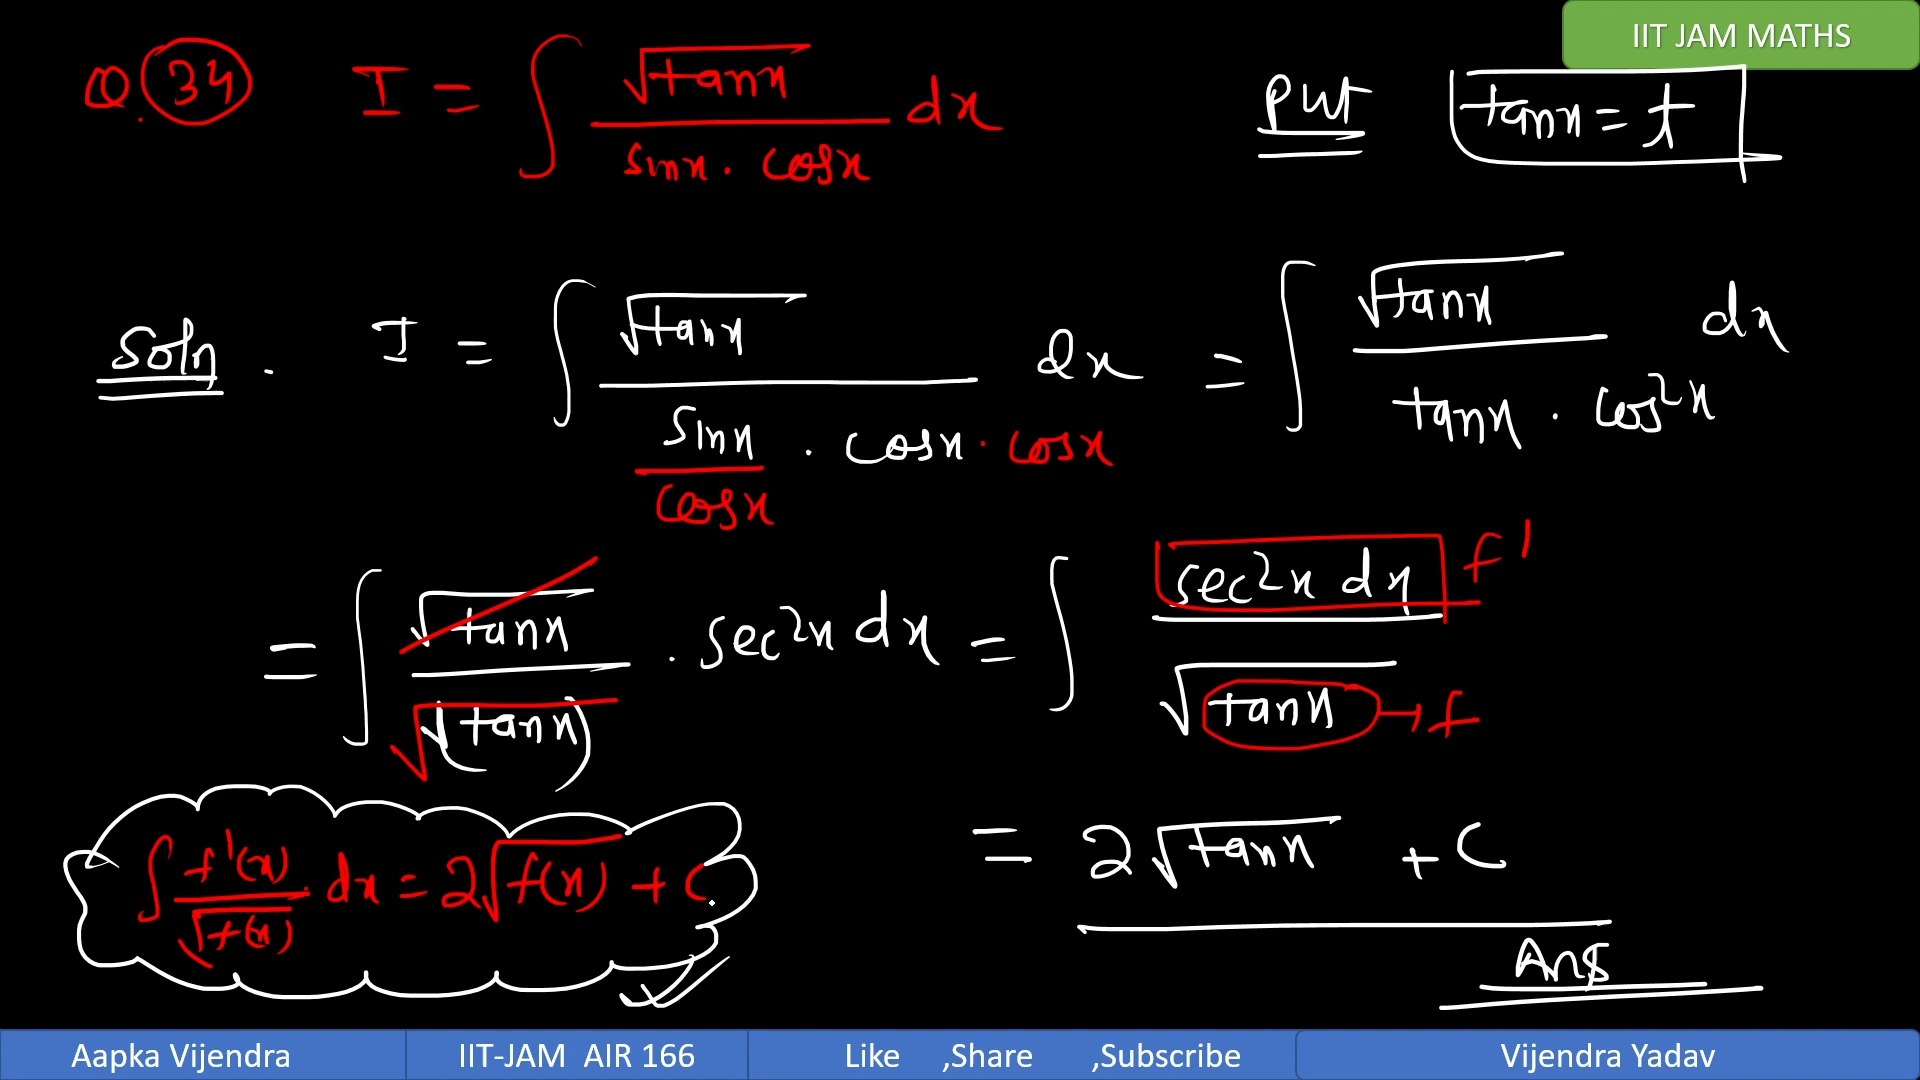 IIT JAM MATHS
Q. 34 I = ∫ √tanx / (sinx · cosx) dx
put tanx = t
Soln. I = ∫ √tanx / ((sinx / cosx) · cosx · cosx) dx = ∫ √tanx / (tanx · cos²x) dx
= ∫ √tanx / √(tanx) · sec²x dx = ∫ sec²x dx / √tanx f' → f
∫ f'(x) / √f(x) dx = 2√f(x) + C
= 2√tanx + C
Ans
Aapka Vijendra IIT-JAM AIR 166 Like ,Share ,Subscribe Vijendra Yadav